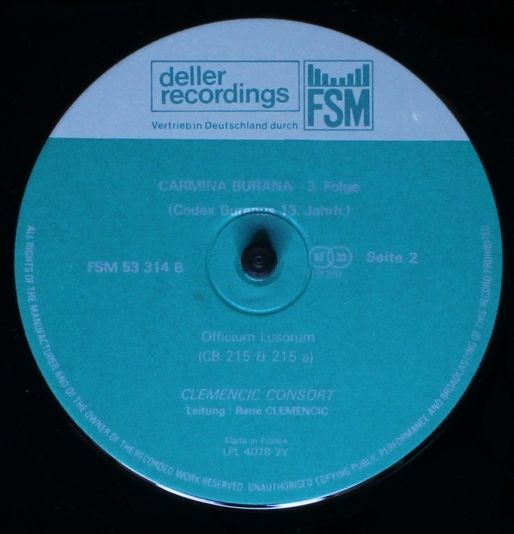 deller
recordings
FSM
Vertrieb in Deutschland durch
CARMINA BURANA 3. Folge
(Codex Buranus 13. Jahrh.)
FSM 53 314 B
33
Seite 2
Officium Lusorum
(CB 215 & 215 a)
CLEMENCIC CONSORT
Leitung: René CLEMENCIC
Made in France
LPL 4078 2Y
ALL RIGHTS OF THE MANUFACTURER AND OF THE OWNER OF THE RECORDED WORK RESERVED. UNAUTHORISED COPYING PUBLIC PERFORMANCE AND BROADCASTING OF THIS RECORD PROHIBITED